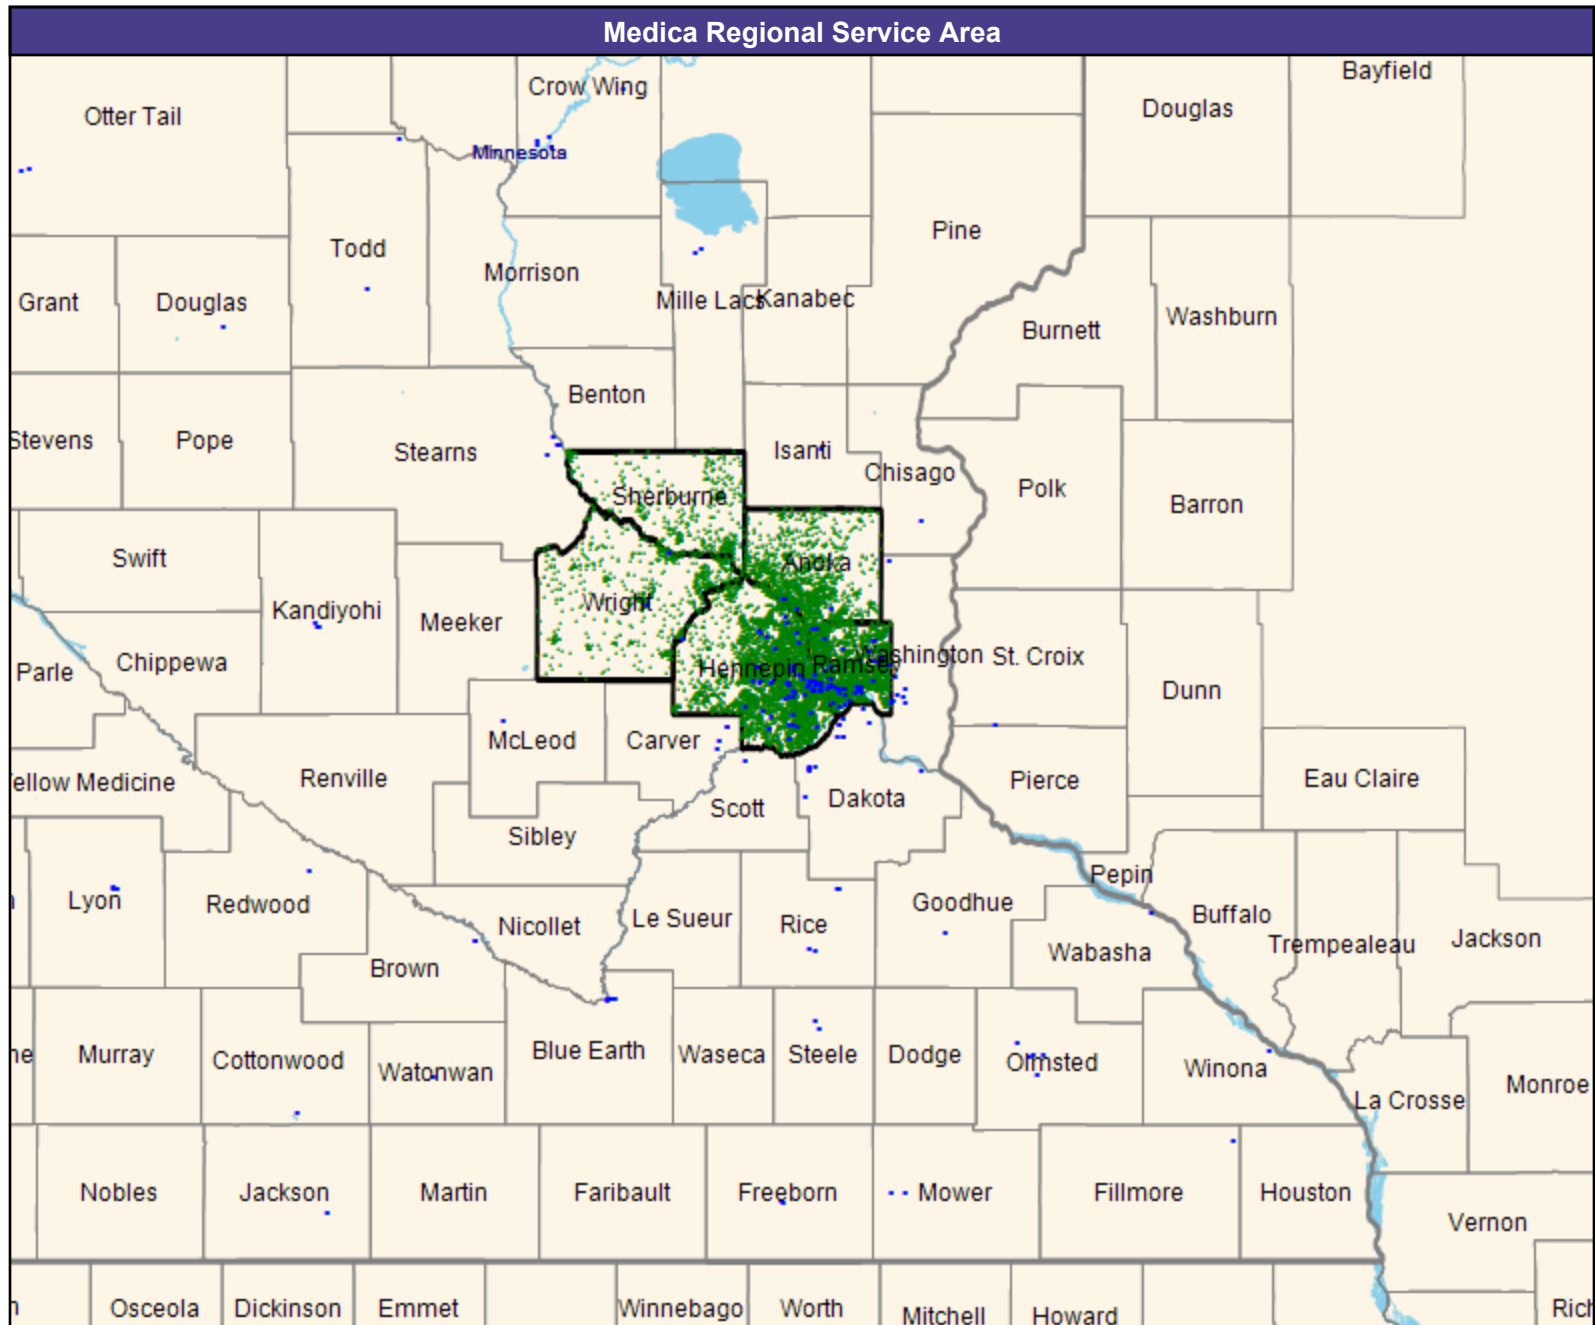 Medica Regional Service Area
Bayfield
Crow Wing
Douglas
Otter Tail
Minnesota
Pine
Todd
Morrison
Grant
Douglas
Mille Lacs
Kanabec
Washburn
Burnett
Benton
Stevens
Pope
Stearns
Isanti
Chisago
Polk
Barron
Sherburne
Swift
Anoka
Wright
Kandiyohi
Meeker
Washington
St. Croix
Parle
Chippewa
Hennepin
Ramsey
Dunn
McLeod
Carver
Renville
ellow Medicine
Pierce
Eau Claire
Scott
Dakota
Sibley
Pepin
Lyon
Redwood
Goodhue
Buffalo
Le Sueur
Rice
Nicollet
Trempealeau
Jackson
Wabasha
Brown
ne
Murray
Cottonwood
Blue Earth
Waseca
Steele
Dodge
Olmsted
Winona
Watonwan
Monroe
La Crosse
Nobles
Jackson
Martin
Faribault
Freeborn
Mower
Fillmore
Houston
Vernon
n
Osceola
Dickinson
Emmet
Winnebago
Worth
Mitchell
Howard
Rich